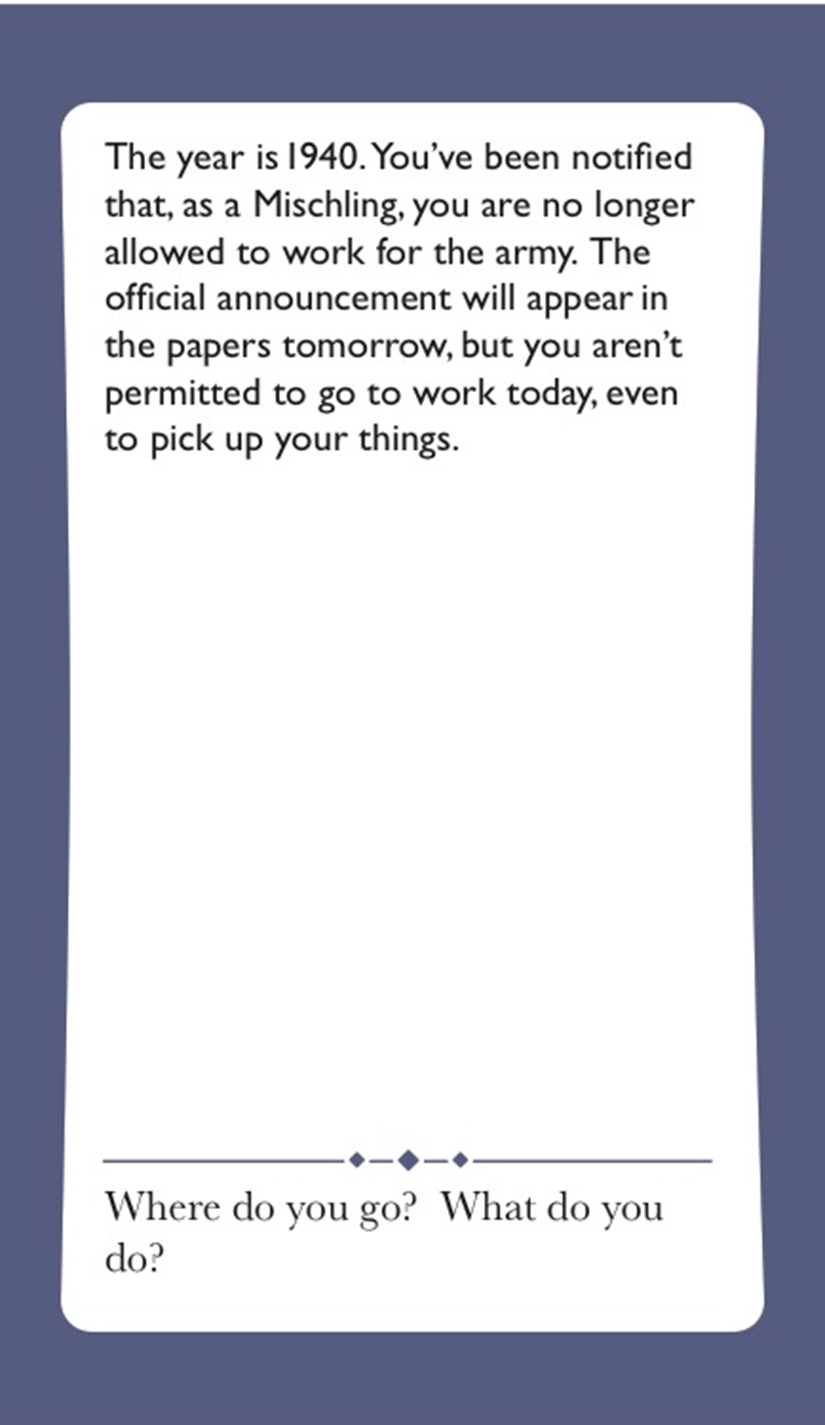 The year is 1940. You've been notified
that, as a Mischling, you are no longer
allowed to work for the army. The
official announcement will appear in
the papers tomorrow, but you aren't
permitted to go to work today, even
to pick up your things.
Where do you go? What do you
do?